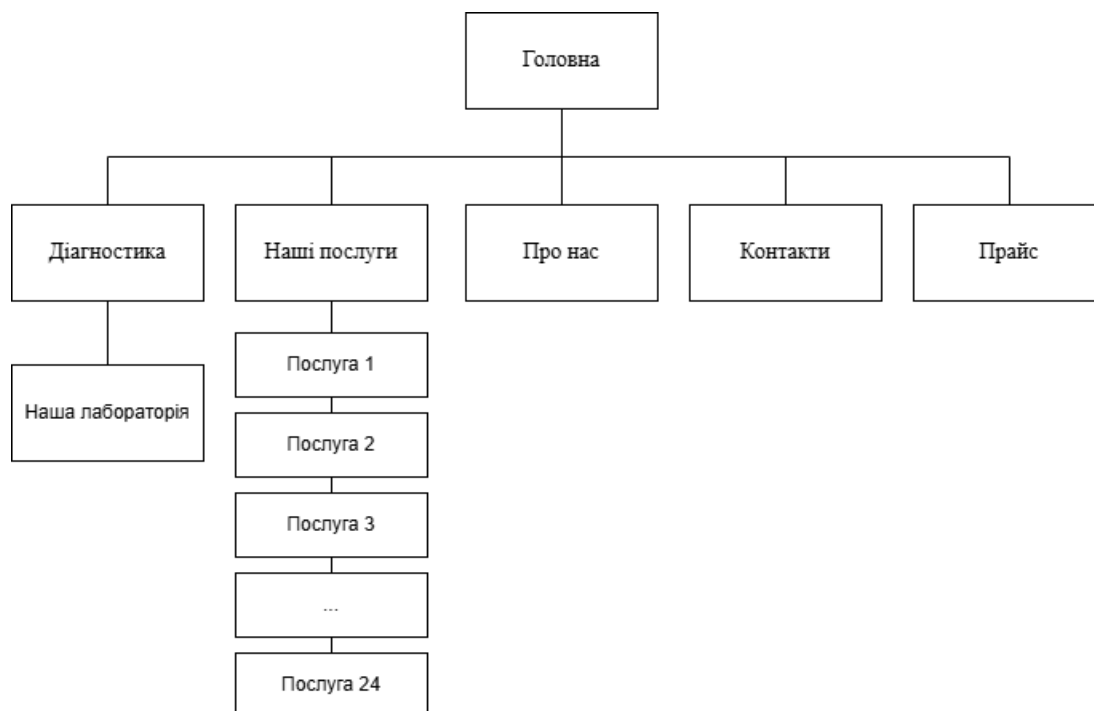 Головна
Діагностика
Наші послуги
Про нас
Контакти
Прайс
Наша лабораторія
Послуга 1
Послуга 2
Послуга 3
...
Послуга 24